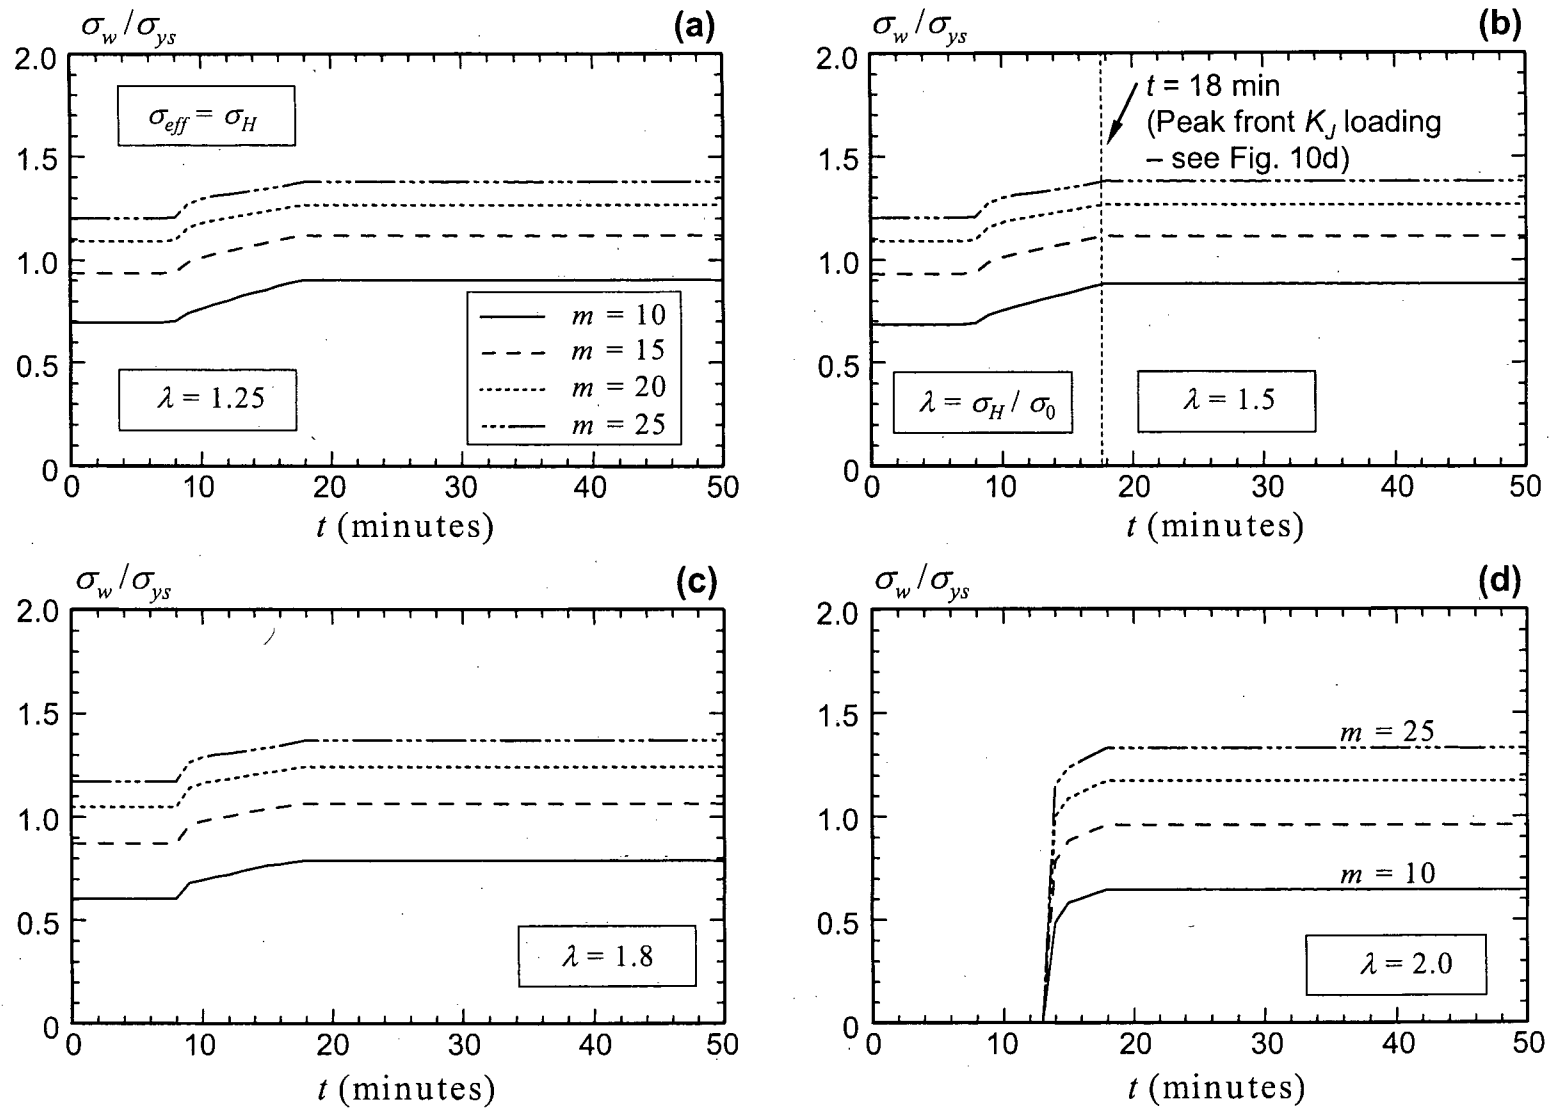 σw/σys
(a)
2.0
1.5
1.0
0.5
0
σeff = σH
λ = 1.25
m = 10
m = 15
m = 20
m = 25
0 10 20 30 40 50
t (minutes)
σw/σys
(b)
2.0
1.5
1.0
0.5
0
t = 18 min
(Peak front KJ loading
– see Fig. 10d)
λ = σH / σ0
λ = 1.5
0 10 20 30 40 50
t (minutes)
σw/σys
(c)
2.0
1.5
1.0
0.5
0
λ = 1.8
0 10 20 30 40 50
t (minutes)
σw/σys
(d)
2.0
1.5
1.0
0.5
0
m = 25
m = 10
λ = 2.0
0 10 20 30 40 50
t (minutes)